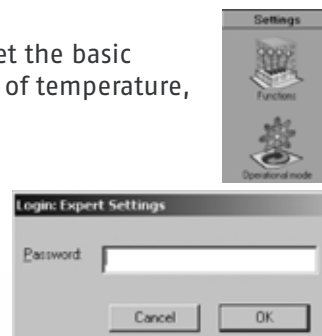 Settings
et the basic
of temperature,
Functions
Operational mode
Login: Expert Settings
Password:
Cancel
OK